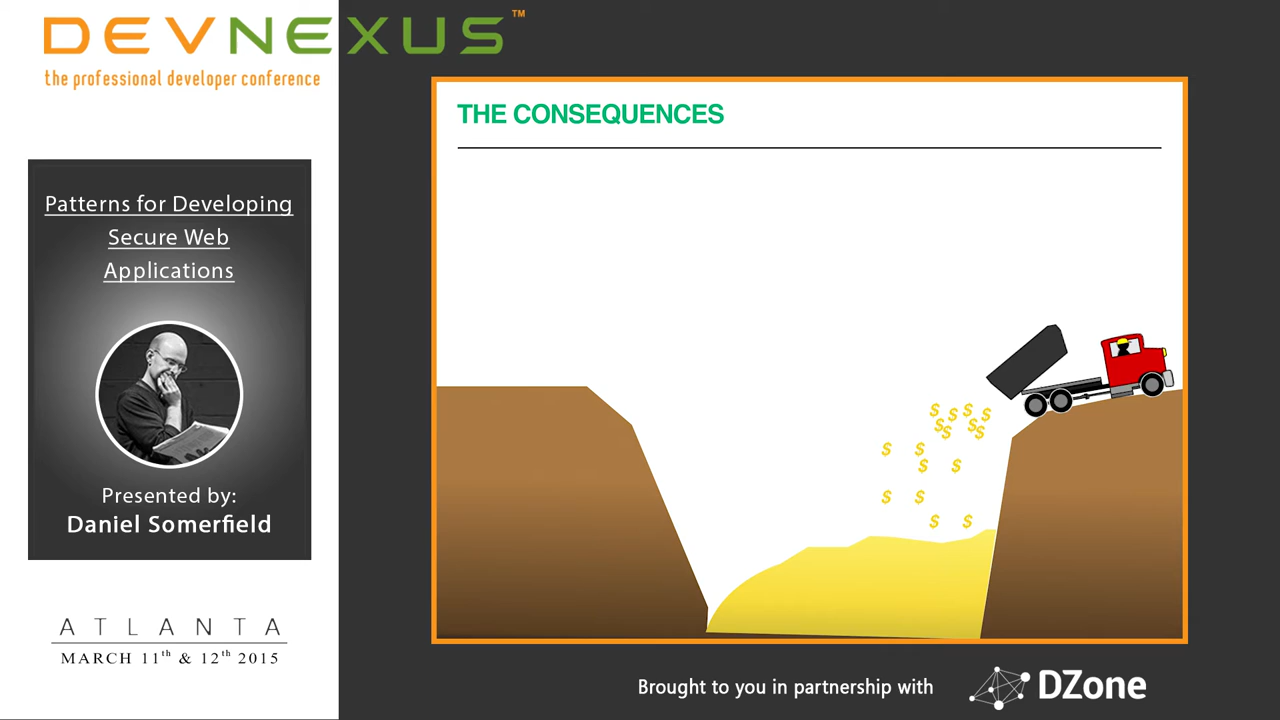 DEVNEXUS™
the professional developer conference
Patterns for Developing
Secure Web
Applications
Presented by:
Daniel Somerfield
ATLANTA
MARCH 11th & 12th 2015
THE CONSEQUENCES
$ $ $ $
$ $ $ $
$ $
$ $
$ $
$ $
Brought to you in partnership with
DZone